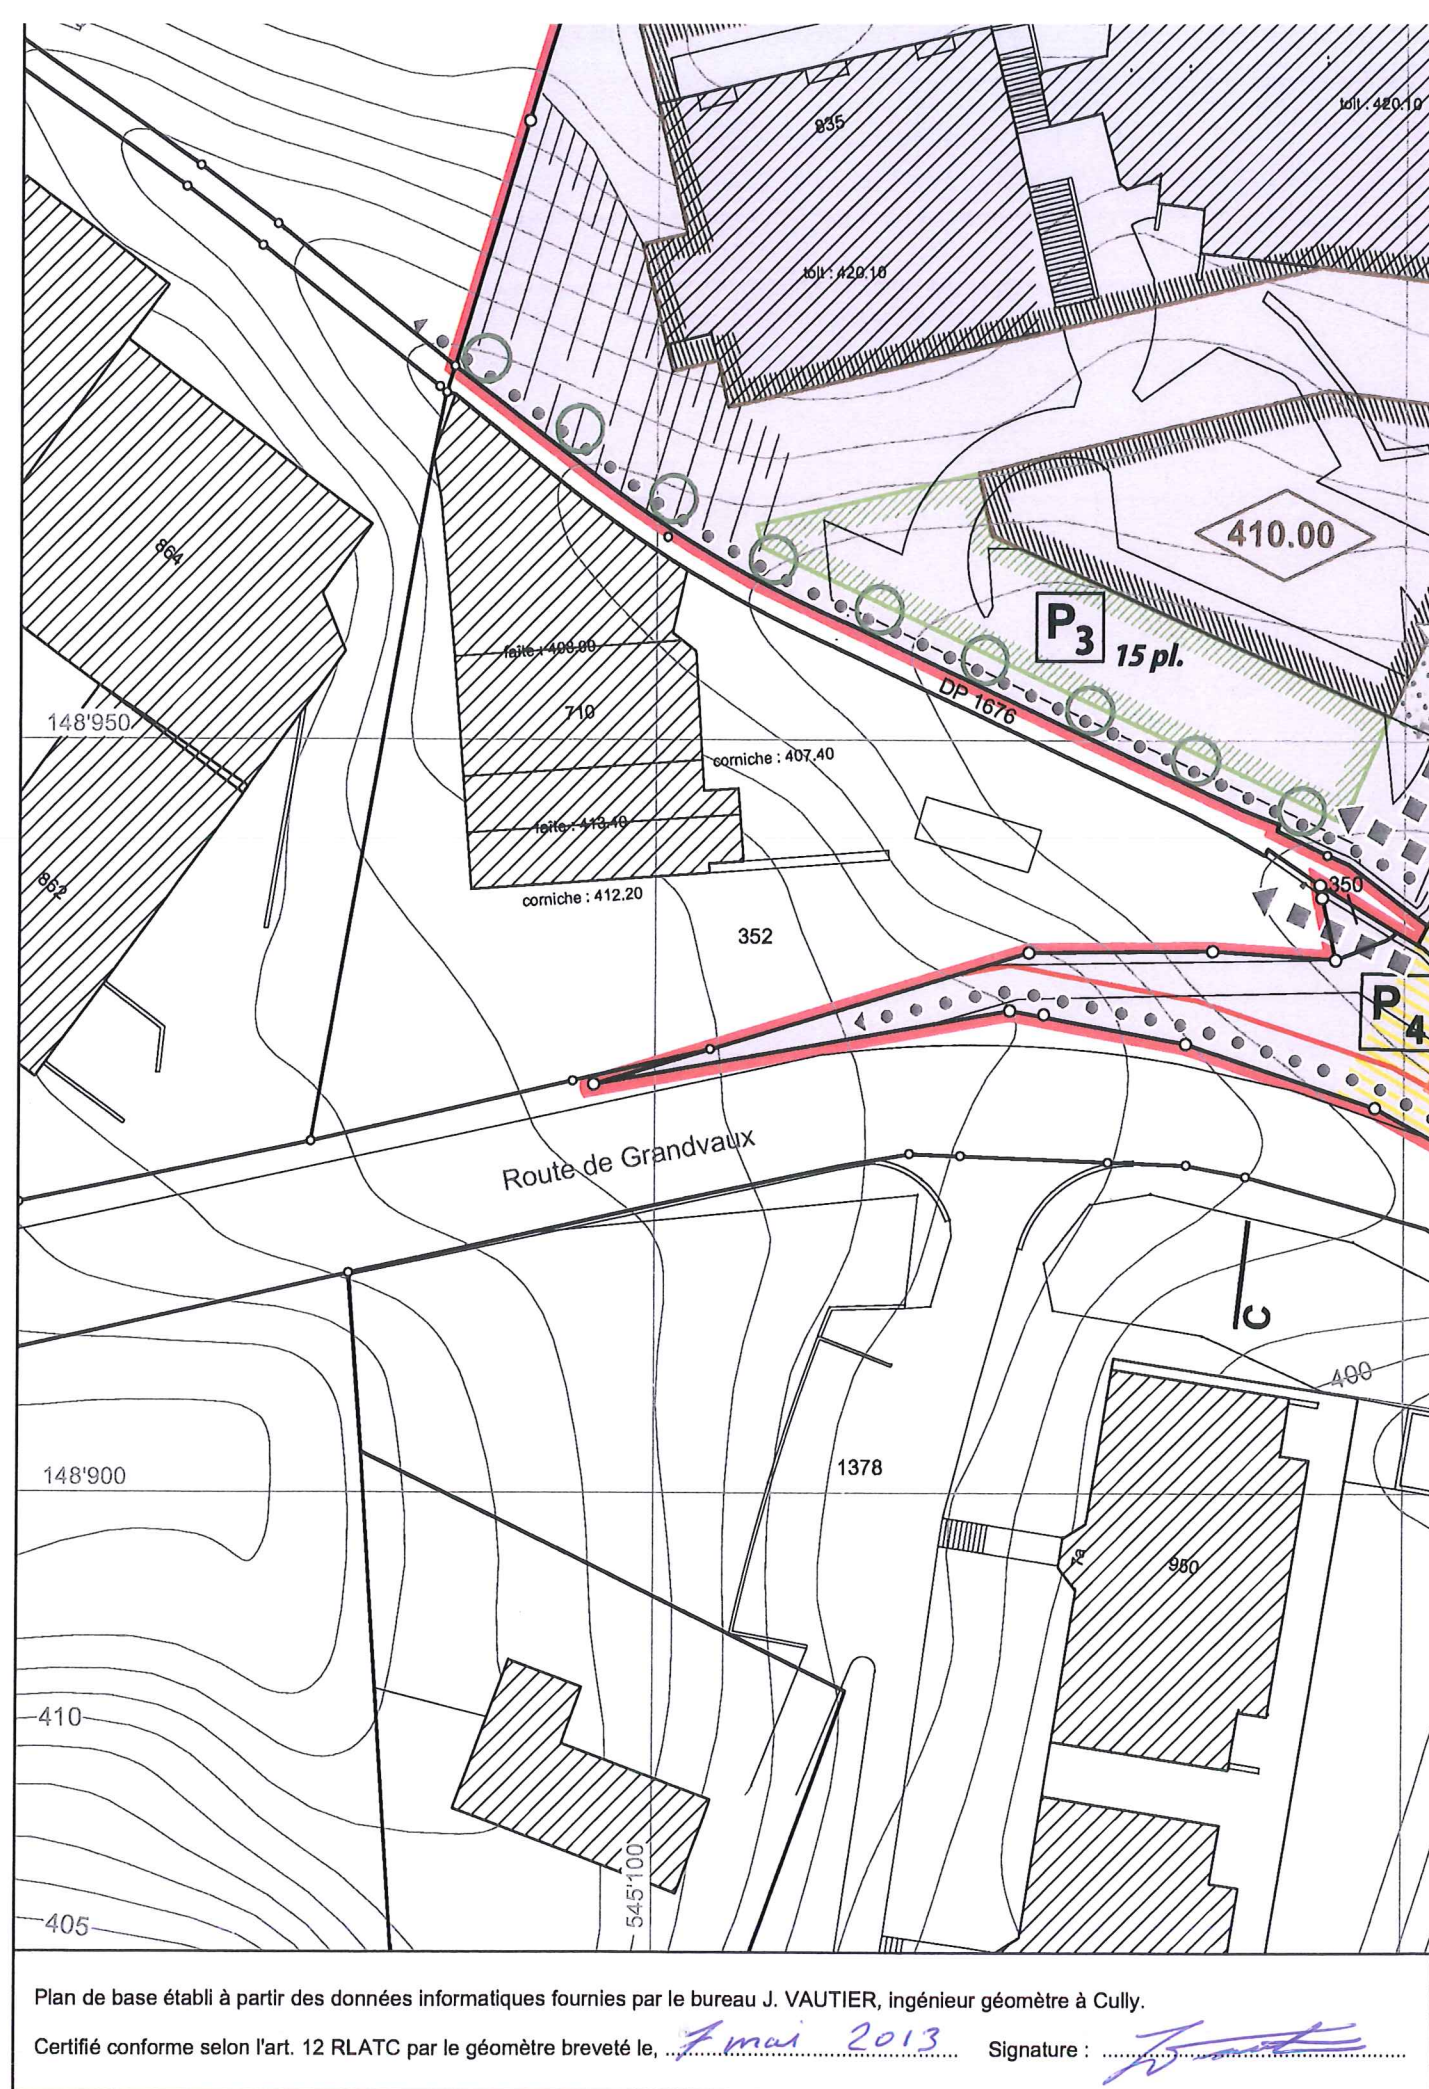 toit : 420.10
835
toit : 420.10
410.00
864
P3 15 pl.
faîte : 408.00
DP 1676
710
148'950
corniche : 407.40
faîte : 413.40
862
350
corniche : 412.20
352
P4
Route de Grandvaux
C
400
1378
148'900
7a
950
410
545'100
405
Plan de base établi à partir des données informatiques fournies par le bureau J. VAUTIER, ingénieur géomètre à Cully.
Certifié conforme selon l'art. 12 RLATC par le géomètre breveté le, 7 mai 2013 Signature :